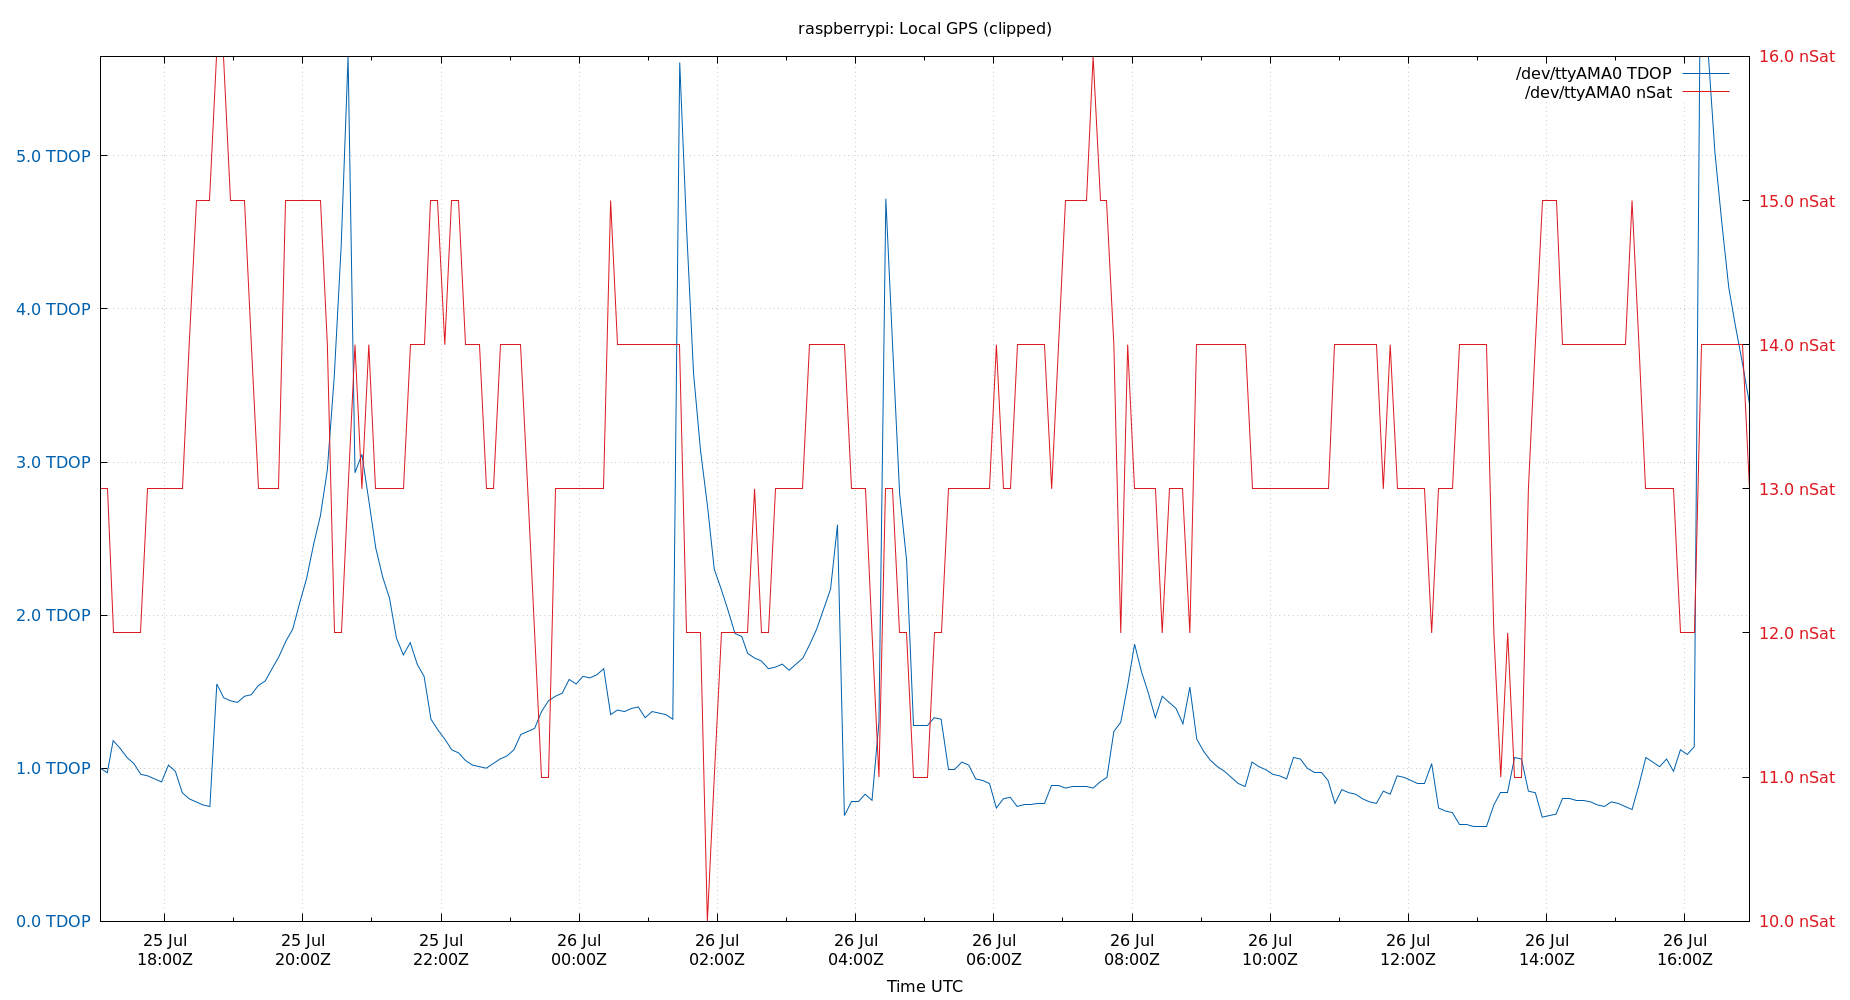 raspberrypi: Local GPS (clipped)
16.0 nSat
/dev/ttyAMA0 TDOP
/dev/ttyAMA0 nSat
5.0 TDOP
15.0 nSat
4.0 TDOP
14.0 nSat
3.0 TDOP
13.0 nSat
2.0 TDOP
12.0 nSat
1.0 TDOP
11.0 nSat
0.0 TDOP
10.0 nSat
25 Jul 25 Jul 25 Jul 26 Jul 26 Jul 26 Jul 26 Jul 26 Jul 26 Jul 26 Jul 26 Jul 26 Jul
18:00Z 20:00Z 22:00Z 00:00Z 02:00Z 04:00Z 06:00Z 08:00Z 10:00Z 12:00Z 14:00Z 16:00Z
Time UTC